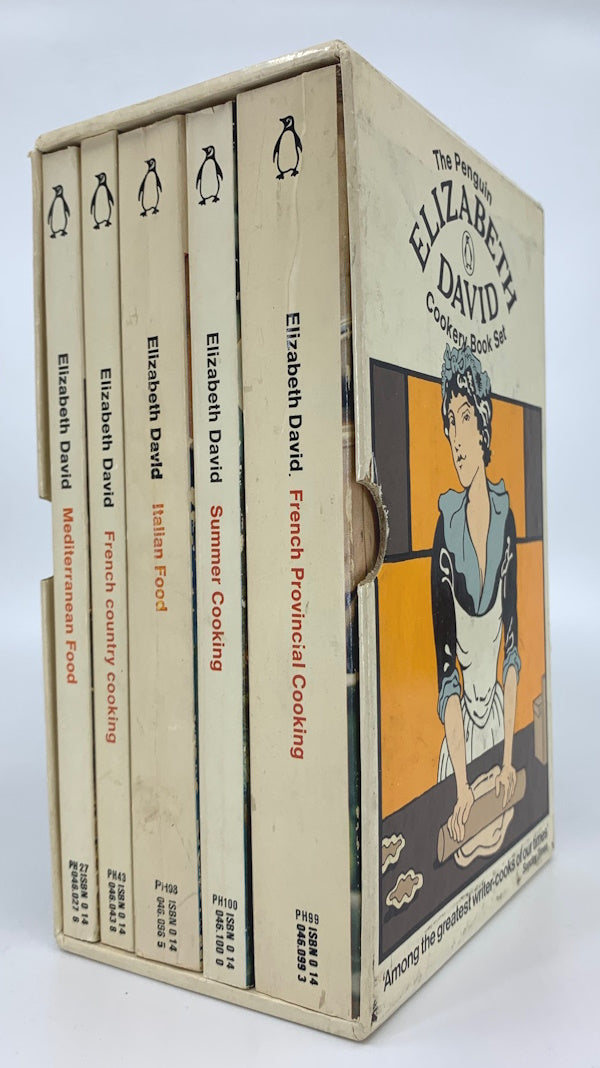 Elizabeth David Mediterranean Food
PH 27 ISBN 0 14
046.027 8
Elizabeth David French country cooking
PH43 ISBN 0 14
046.043 8
Elizabeth David Italian Food
PH98 ISBN 0 14
046.098 5
Elizabeth David Summer Cooking
PH100 ISBN 0 14
046.100 0
Elizabeth David. French Provincial Cooking
PH99 ISBN 0 14
046.099 3
The Penguin
ELIZABETH
DAVID
Cookery Book Set
'Among the greatest writer-cooks of our times'
Sunday Times